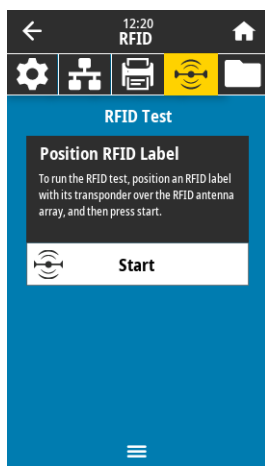 12:20
RFID
RFID Test
Position RFID Label
To run the RFID test, position an RFID label
with its transponder over the RFID antenna
array, and then press start.
Start